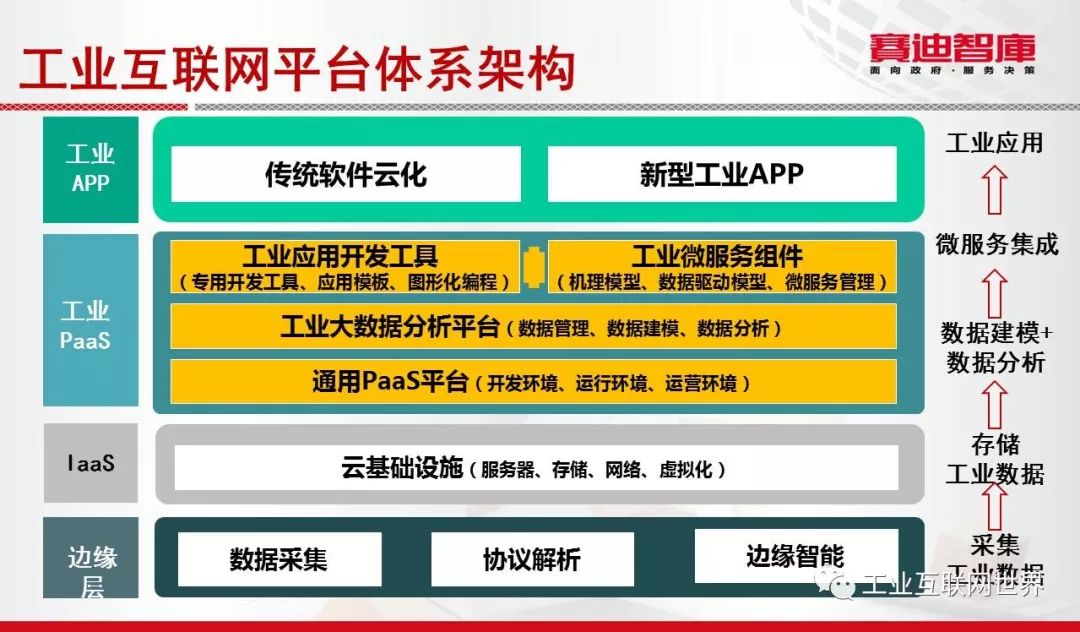 工业互联网平台体系架构
赛迪智庫
面向政府·服务决策
工业
APP
传统软件云化
新型工业APP
工业应用
工业
PaaS
工业应用开发工具
（专用开发工具、应用模板、图形化编程）
工业微服务组件
（机理模型、数据驱动模型、微服务管理）
微服务集成
工业大数据分析平台（数据管理、数据建模、数据分析）
数据建模+
数据分析
通用PaaS平台（开发环境、运行环境、运营环境）
IaaS
云基础设施（服务器、存储、网络、虚拟化）
存储
工业数据
边缘
层
数据采集
协议解析
边缘智能
采集
工业数据
工业互联网世界